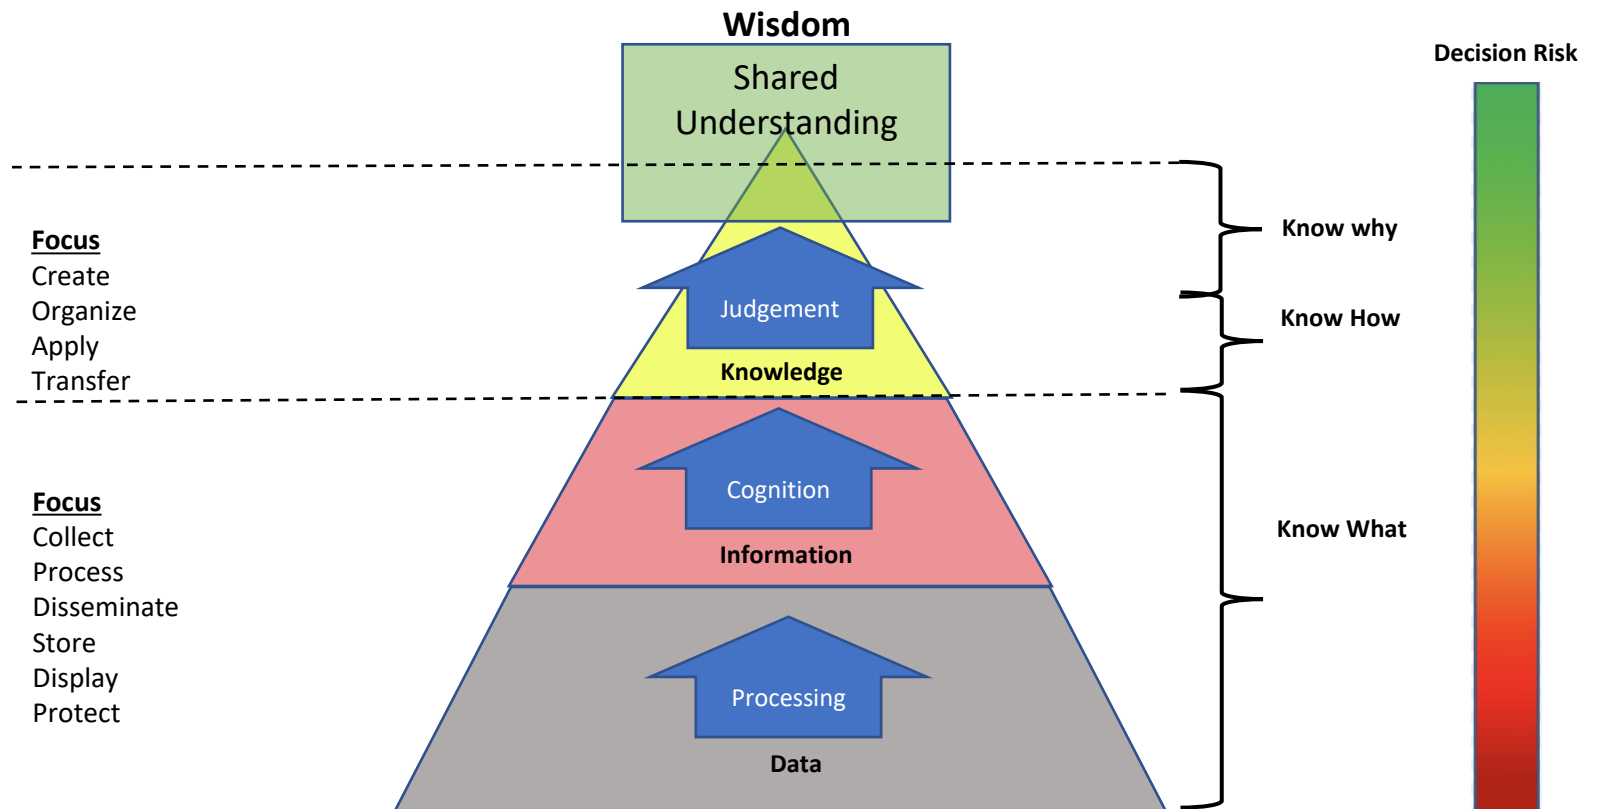 Wisdom
Shared
Understanding
Decision Risk
Focus
Create
Organize
Apply
Transfer
Judgement
Knowledge
Know why
Know How
Focus
Collect
Process
Disseminate
Store
Display
Protect
Cognition
Information
Know What
Processing
Data